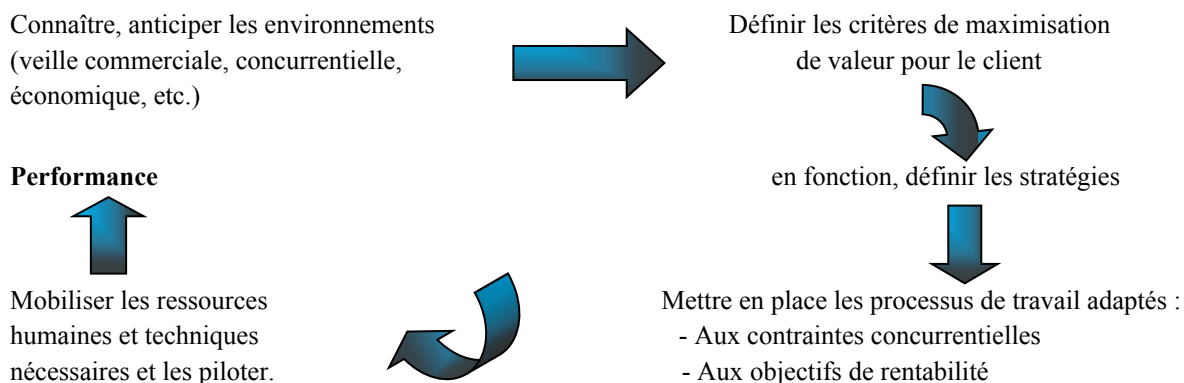 Connaître, anticiper les environnements
(veille commerciale, concurrentielle,
économique, etc.)
Définir les critères de maximisation
de valeur pour le client
en fonction, définir les stratégies
Mettre en place les processus de travail adaptés :
- Aux contraintes concurrentielles
- Aux objectifs de rentabilité
Mobiliser les ressources
humaines et techniques
nécessaires et les piloter.
Performance